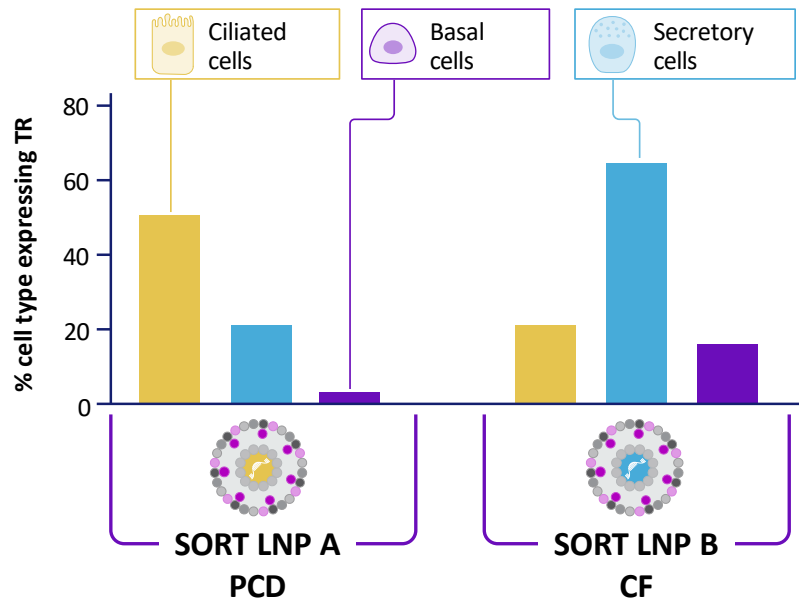 Ciliated
cells
Basal
cells
Secretory
cells
% cell type expressing TR
80
60
40
20
0
SORT LNP A
PCD
SORT LNP B
CF